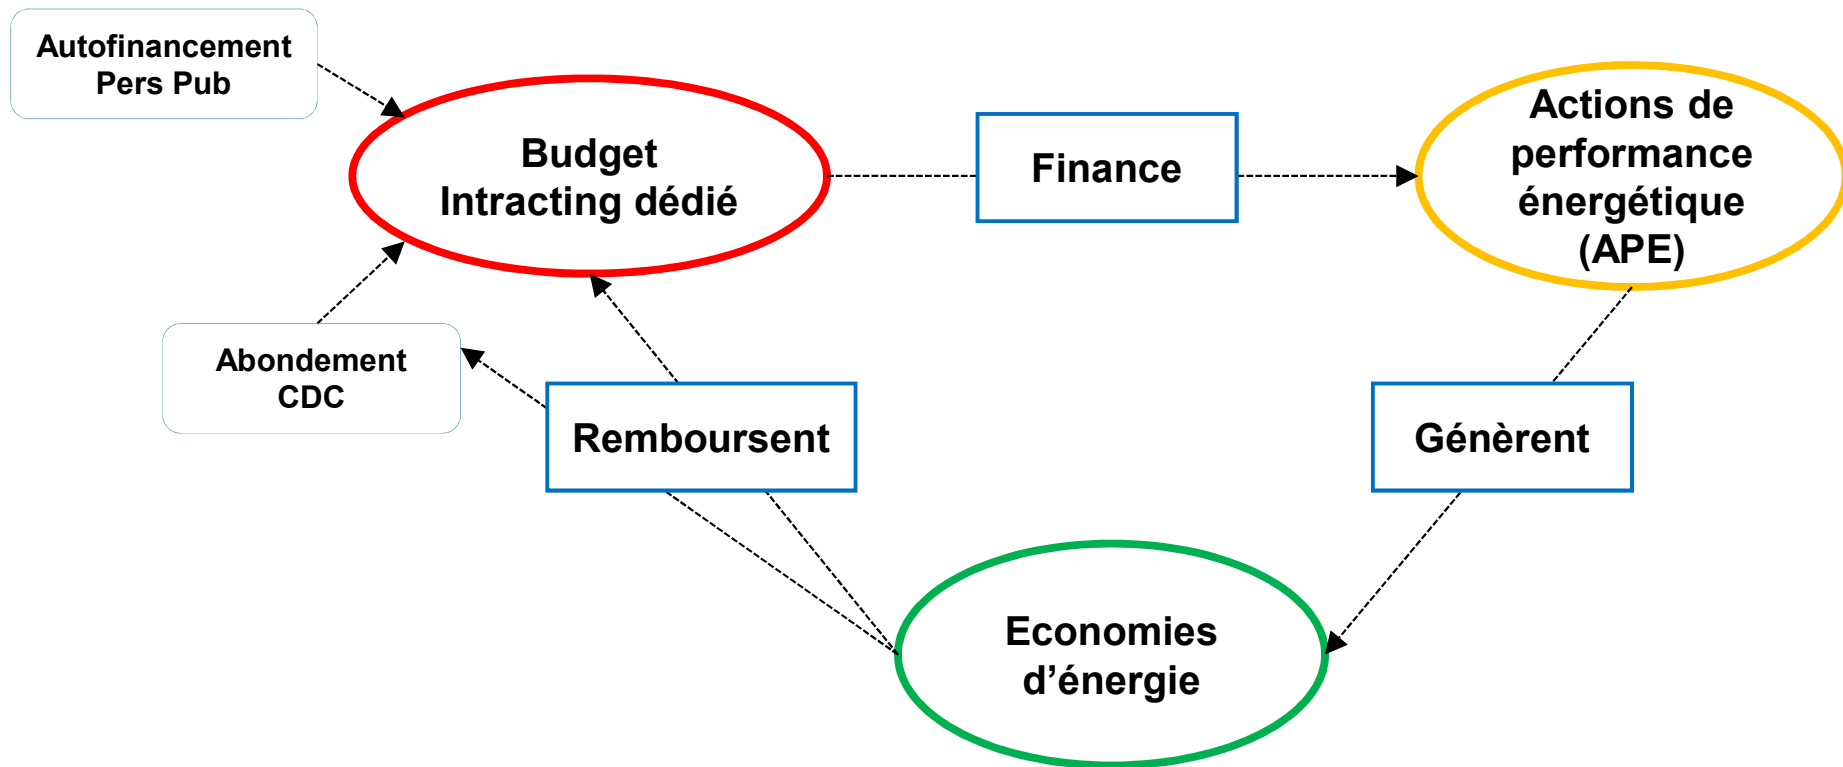 Autofinancement
Pers Pub
Budget
Intracting dédié
Finance
Actions de
performance
énergétique
(APE)
Abondement
CDC
Remboursent
Génèrent
Economies
d’énergie